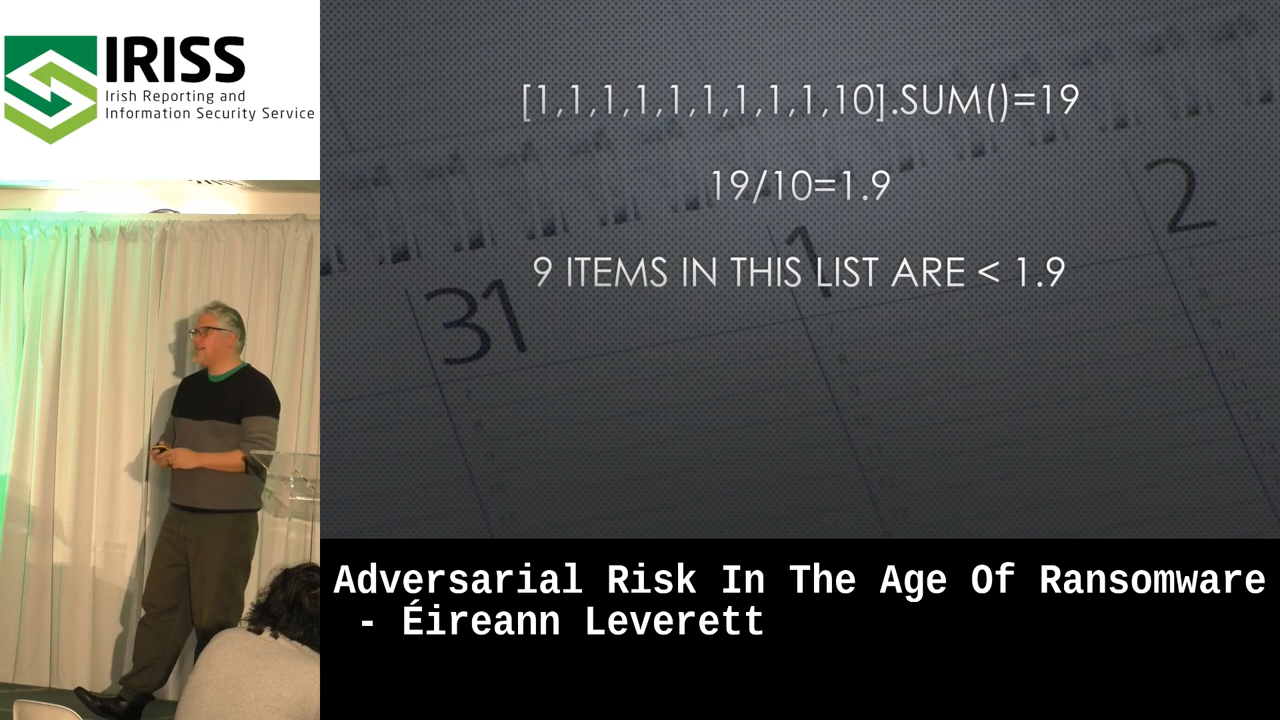 IRISS
Irish Reporting and
Information Security Service
[1,1,1,1,1,1,1,1,1,10].SUM()=19
19/10=1.9
9 ITEMS IN THIS LIST ARE < 1.9
31
1
2
Adversarial Risk In The Age Of Ransomware
- Éireann Leverett